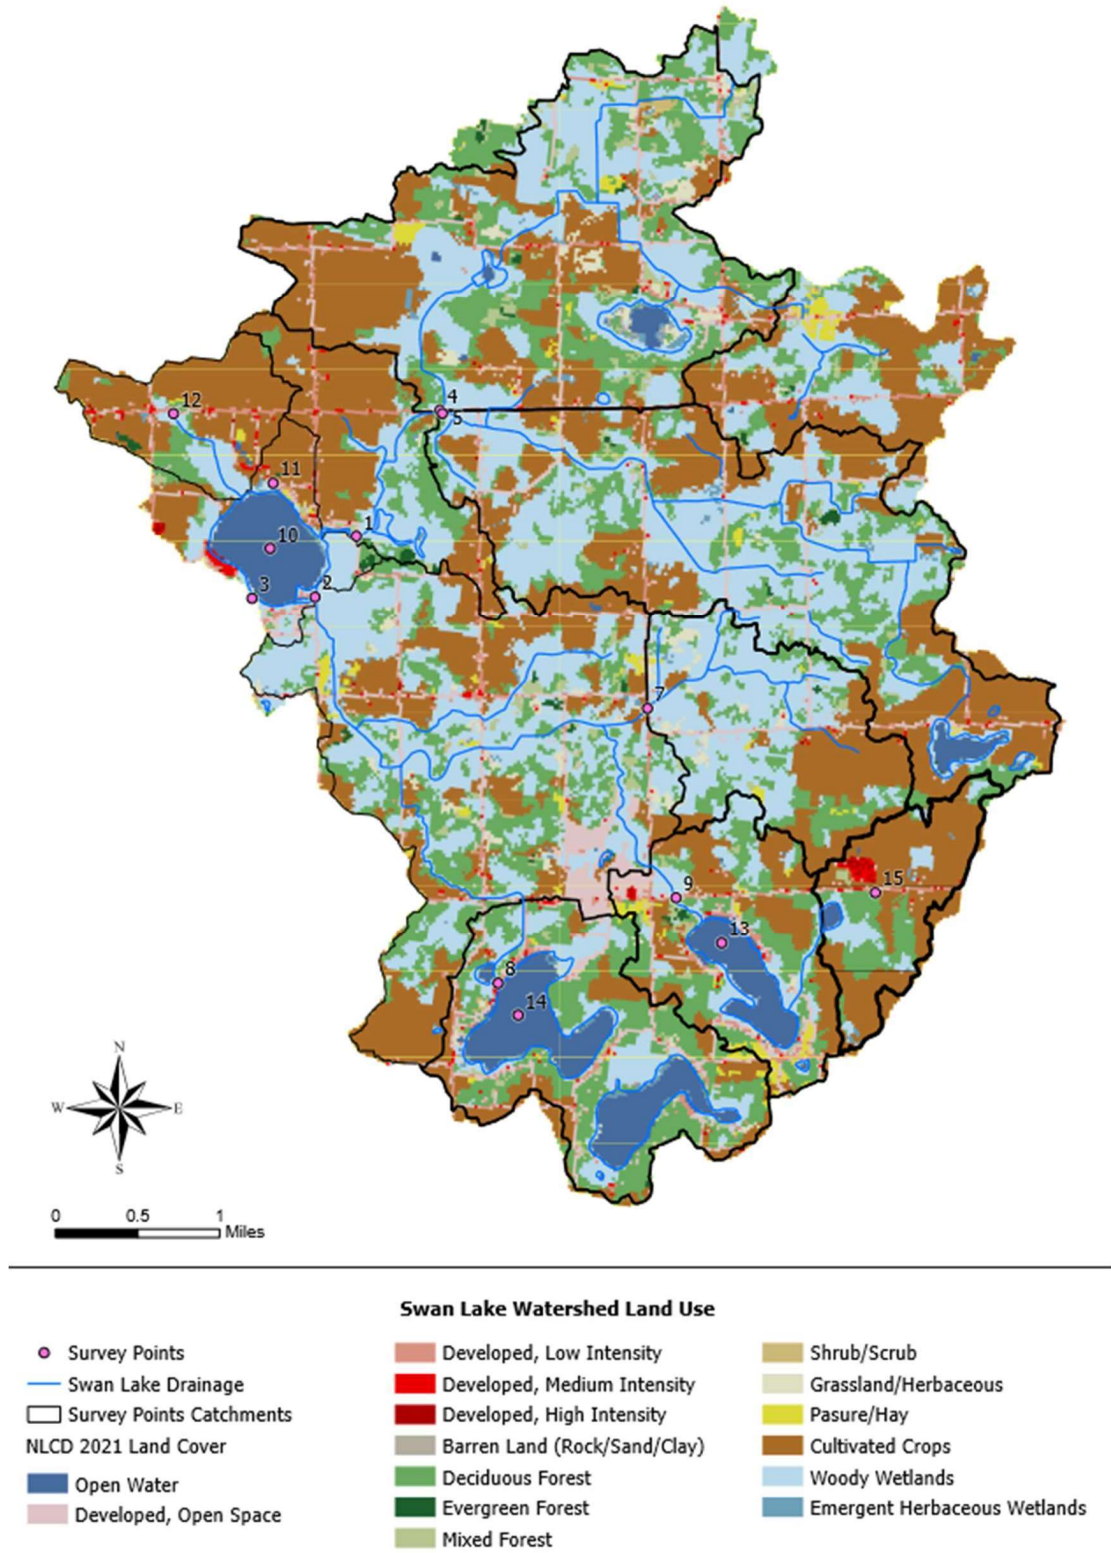 12
4
5
11
1
10
3
2
7
15
9
13
8
14
N
W E
S
0 0.5 1
Miles
Swan Lake Watershed Land Use
Survey Points
Swan Lake Drainage
Survey Points Catchments
NLCD 2021 Land Cover
Open Water
Developed, Open Space
Developed, Low Intensity
Developed, Medium Intensity
Developed, High Intensity
Barren Land (Rock/Sand/Clay)
Deciduous Forest
Evergreen Forest
Mixed Forest
Shrub/Scrub
Grassland/Herbaceous
Pasure/Hay
Cultivated Crops
Woody Wetlands
Emergent Herbaceous Wetlands